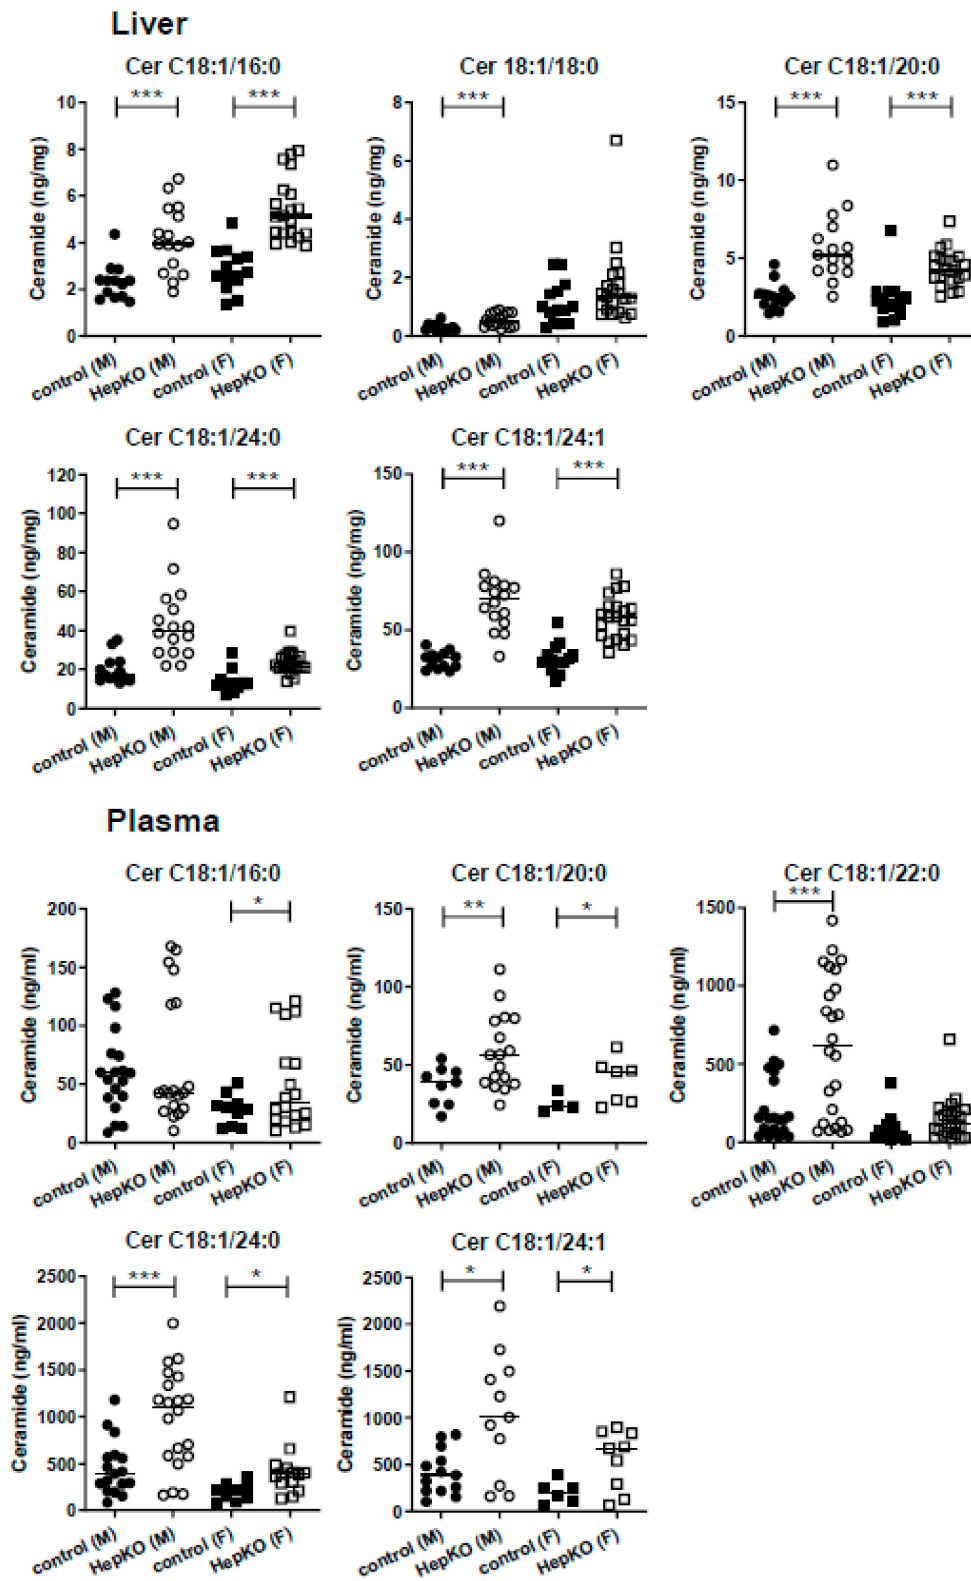 Liver
Cer C18:1/16:0
***
***
Ceramide (ng/mg)
10
8
6
4
2
0
control (M)
HepKO (M)
control (F)
HepKO (F)
Cer 18:1/18:0
***
Ceramide (ng/mg)
8
6
4
2
0
control (M)
HepKO (M)
control (F)
HepKO (F)
Cer C18:1/20:0
***
***
Ceramide (ng/mg)
15
10
5
0
control (M)
HepKO (M)
control (F)
HepKO (F)
Cer C18:1/24:0
***
***
Ceramide (ng/mg)
120
100
80
60
40
20
0
control (M)
HepKO (M)
control (F)
HepKO (F)
Cer C18:1/24:1
***
***
Ceramide (ng/mg)
150
100
50
0
control (M)
HepKO (M)
control (F)
HepKO (F)
Plasma
Cer C18:1/16:0
*
Ceramide (ng/ml)
200
150
100
50
0
control (M)
HepKO (M)
control (F)
HepKO (F)
Cer C18:1/20:0
**
*
Ceramide (ng/ml)
200
150
100
50
0
control (M)
HepKO (M)
control (F)
HepKO (F)
Cer C18:1/22:0
***
Ceramide (ng/ml)
1500
1000
500
0
control (M)
HepKO (M)
control (F)
HepKO (F)
Cer C18:1/24:0
***
*
Ceramide (ng/ml)
2500
2000
1500
1000
500
0
control (M)
HepKO (M)
control (F)
HepKO (F)
Cer C18:1/24:1
*
*
Ceramide (ng/ml)
2500
2000
1500
1000
500
0
control (M)
HepKO (M)
control (F)
HepKO (F)